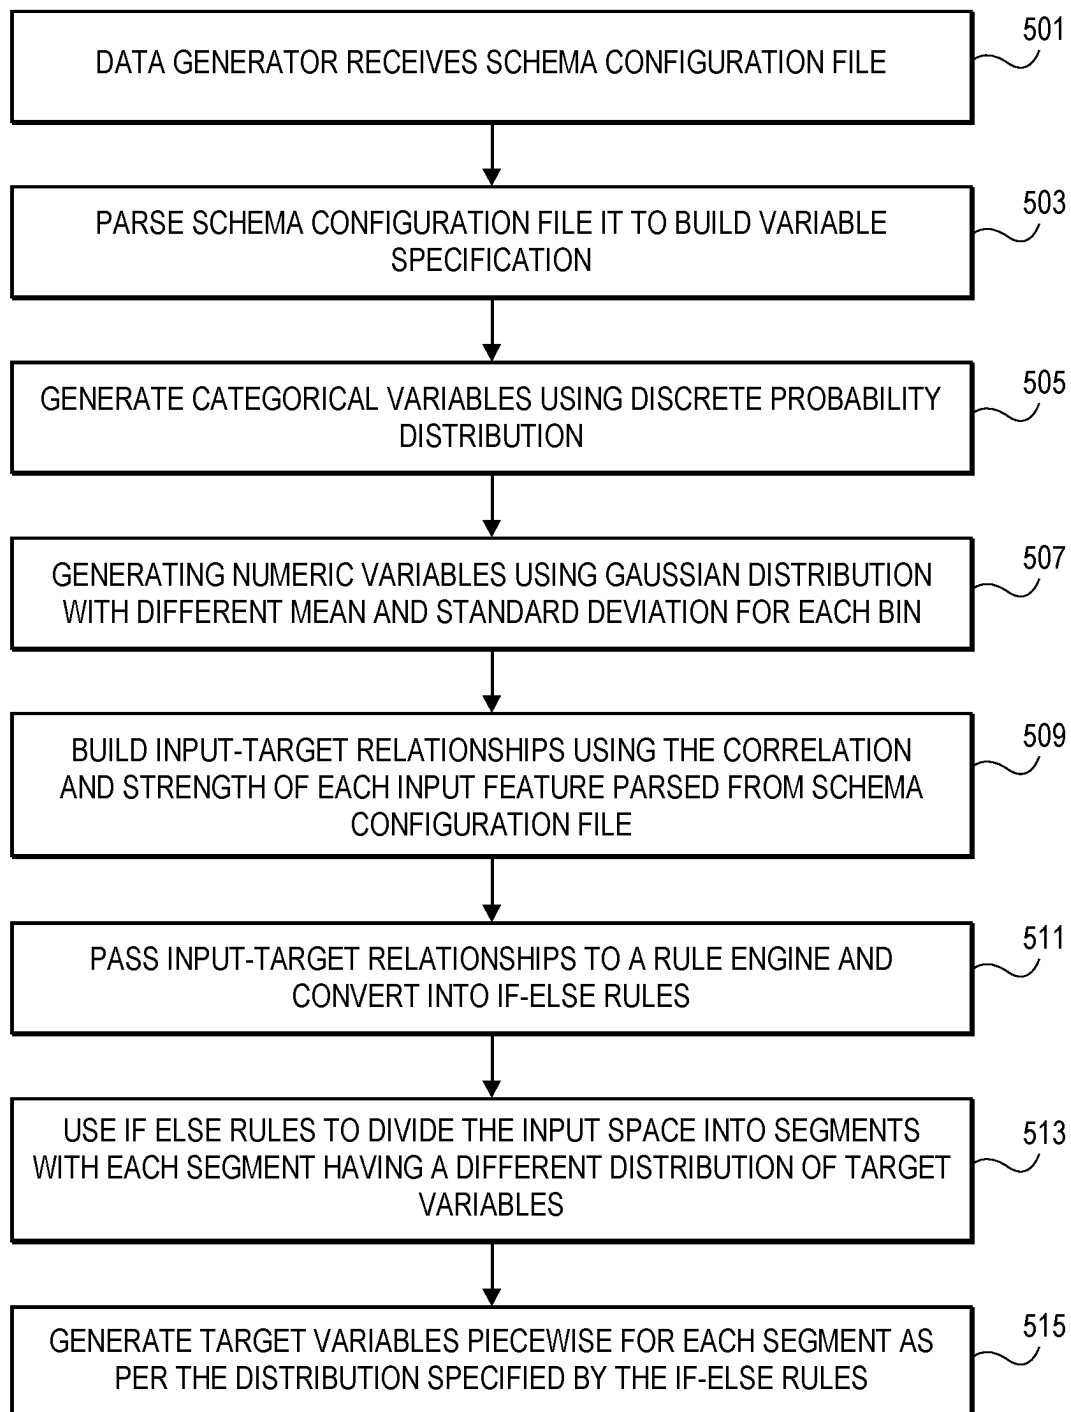 DATA GENERATOR RECEIVES SCHEMA CONFIGURATION FILE
501
PARSE SCHEMA CONFIGURATION FILE IT TO BUILD VARIABLE
SPECIFICATION
503
GENERATE CATEGORICAL VARIABLES USING DISCRETE PROBABILITY
DISTRIBUTION
505
GENERATING NUMERIC VARIABLES USING GAUSSIAN DISTRIBUTION
WITH DIFFERENT MEAN AND STANDARD DEVIATION FOR EACH BIN
507
BUILD INPUT-TARGET RELATIONSHIPS USING THE CORRELATION
AND STRENGTH OF EACH INPUT FEATURE PARSED FROM SCHEMA
CONFIGURATION FILE
509
PASS INPUT-TARGET RELATIONSHIPS TO A RULE ENGINE AND
CONVERT INTO IF-ELSE RULES
511
USE IF ELSE RULES TO DIVIDE THE INPUT SPACE INTO SEGMENTS
WITH EACH SEGMENT HAVING A DIFFERENT DISTRIBUTION OF TARGET
VARIABLES
513
GENERATE TARGET VARIABLES PIECEWISE FOR EACH SEGMENT AS
PER THE DISTRIBUTION SPECIFIED BY THE IF-ELSE RULES
515